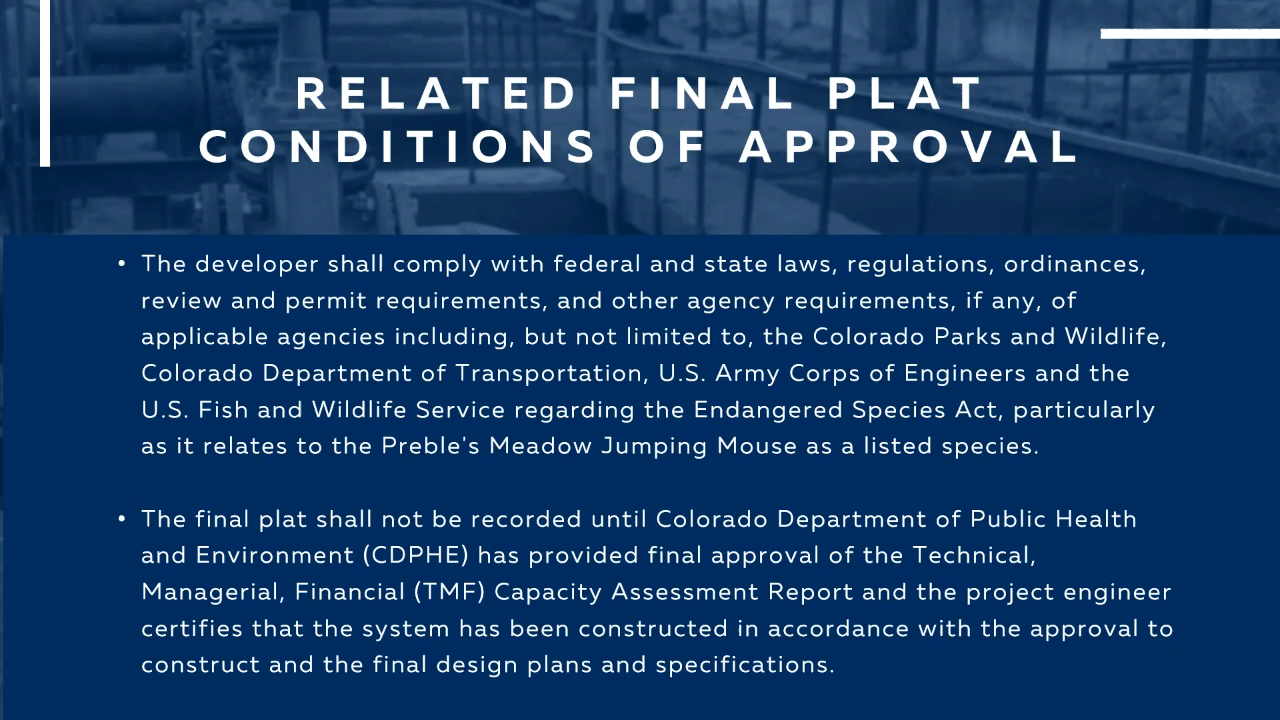 RELATED FINAL PLAT
CONDITIONS OF APPROVAL
• The developer shall comply with federal and state laws, regulations, ordinances,
review and permit requirements, and other agency requirements, if any, of
applicable agencies including, but not limited to, the Colorado Parks and Wildlife,
Colorado Department of Transportation, U.S. Army Corps of Engineers and the
U.S. Fish and Wildlife Service regarding the Endangered Species Act, particularly
as it relates to the Preble's Meadow Jumping Mouse as a listed species.
• The final plat shall not be recorded until Colorado Department of Public Health
and Environment (CDPHE) has provided final approval of the Technical,
Managerial, Financial (TMF) Capacity Assessment Report and the project engineer
certifies that the system has been constructed in accordance with the approval to
construct and the final design plans and specifications.